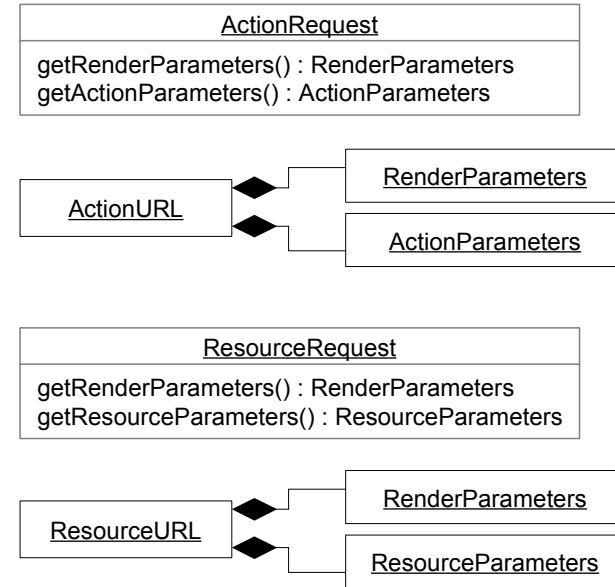 ActionRequest
getRenderParameters() : RenderParameters
getActionParameters() : ActionParameters
RenderParameters
ActionURL
ActionParameters
ResourceRequest
getRenderParameters() : RenderParameters
getResourceParameters() : ResourceParameters
RenderParameters
ResourceURL
ResourceParameters